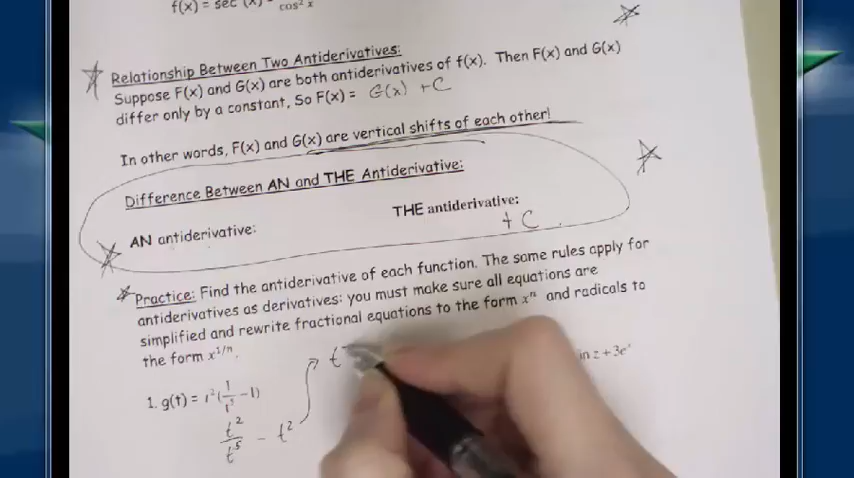 f(x) = sec (x) = cos² x
Relationship Between Two Antiderivatives:
Suppose F(x) and G(x) are both antiderivatives of f(x). Then F(x) and G(x)
differ only by a constant, So F(x) = G(x) + C
In other words, F(x) and G(x) are vertical shifts of each other!
Difference Between AN and THE Antiderivative:
AN antiderivative:
THE antiderivative:
+ C
Practice: Find the antiderivative of each function. The same rules apply for
antiderivatives as derivatives: you must make sure all equations are
simplified and rewrite fractional equations to the form xⁿ and radicals to
the form x^{1/n}.
1. g(t) = t²(1/t⁵ − 1)
t²/t⁵ − t²
t⁻
in z + 3eˣ